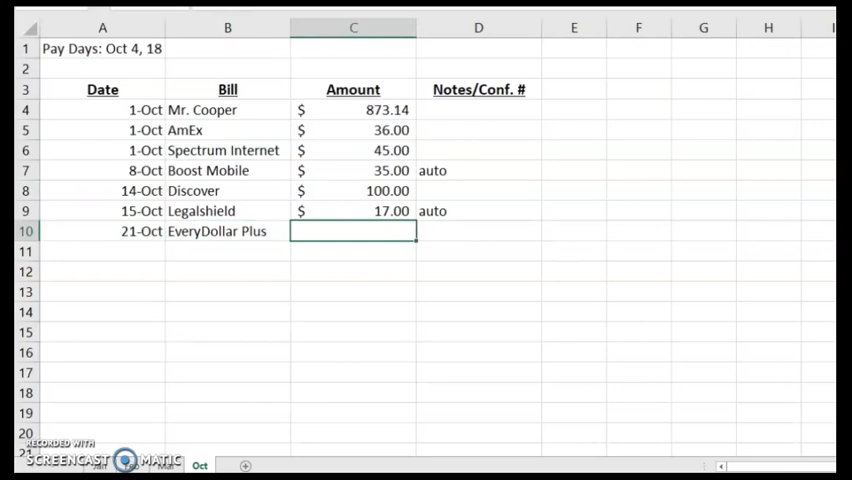 A B C D E F G H I
1 Pay Days: Oct 4, 18
2
3 Date Bill Amount Notes/Conf. #
4 1-Oct Mr. Cooper $ 873.14
5 1-Oct AmEx $ 36.00
6 1-Oct Spectrum Internet $ 45.00
7 8-Oct Boost Mobile $ 35.00 auto
8 14-Oct Discover $ 100.00
9 15-Oct Legalshield $ 17.00 auto
10 21-Oct EveryDollar Plus
11
12
13
14
15
16
17
18
19
20
RECORDED WITH
SCREENCAST MATIC
Oct